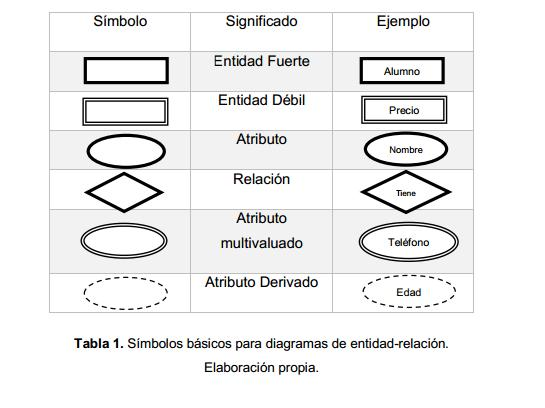 Símbolo Significado Ejemplo
Entidad Fuerte Alumno
Entidad Débil Precio
Atributo Nombre
Relación Tiene
Atributo
multivaluado Teléfono
Atributo Derivado Edad
Tabla 1. Símbolos básicos para diagramas de entidad-relación.
Elaboración propia.